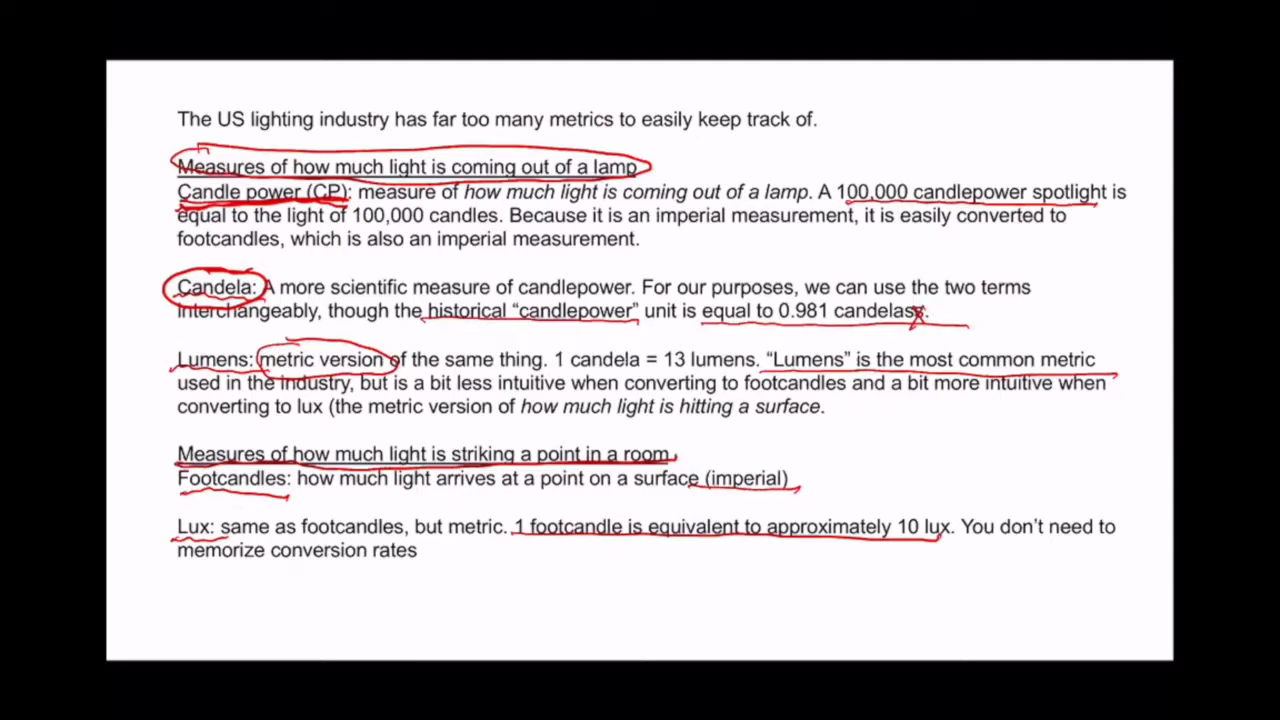 The US lighting industry has far too many metrics to easily keep track of.
Measures of how much light is coming out of a lamp
Candle power (CP): measure of how much light is coming out of a lamp. A 100,000 candlepower spotlight is
equal to the light of 100,000 candles. Because it is an imperial measurement, it is easily converted to
footcandles, which is also an imperial measurement.
Candela: A more scientific measure of candlepower. For our purposes, we can use the two terms
interchangeably, though the historical “candlepower” unit is equal to 0.981 candelas.
Lumens: metric version of the same thing. 1 candela = 13 lumens. “Lumens” is the most common metric
used in the industry, but is a bit less intuitive when converting to footcandles and a bit more intuitive when
converting to lux (the metric version of how much light is hitting a surface.
Measures of how much light is striking a point in a room
Footcandles: how much light arrives at a point on a surface (imperial)
Lux: same as footcandles, but metric. 1 footcandle is equivalent to approximately 10 lux. You don’t need to
memorize conversion rates